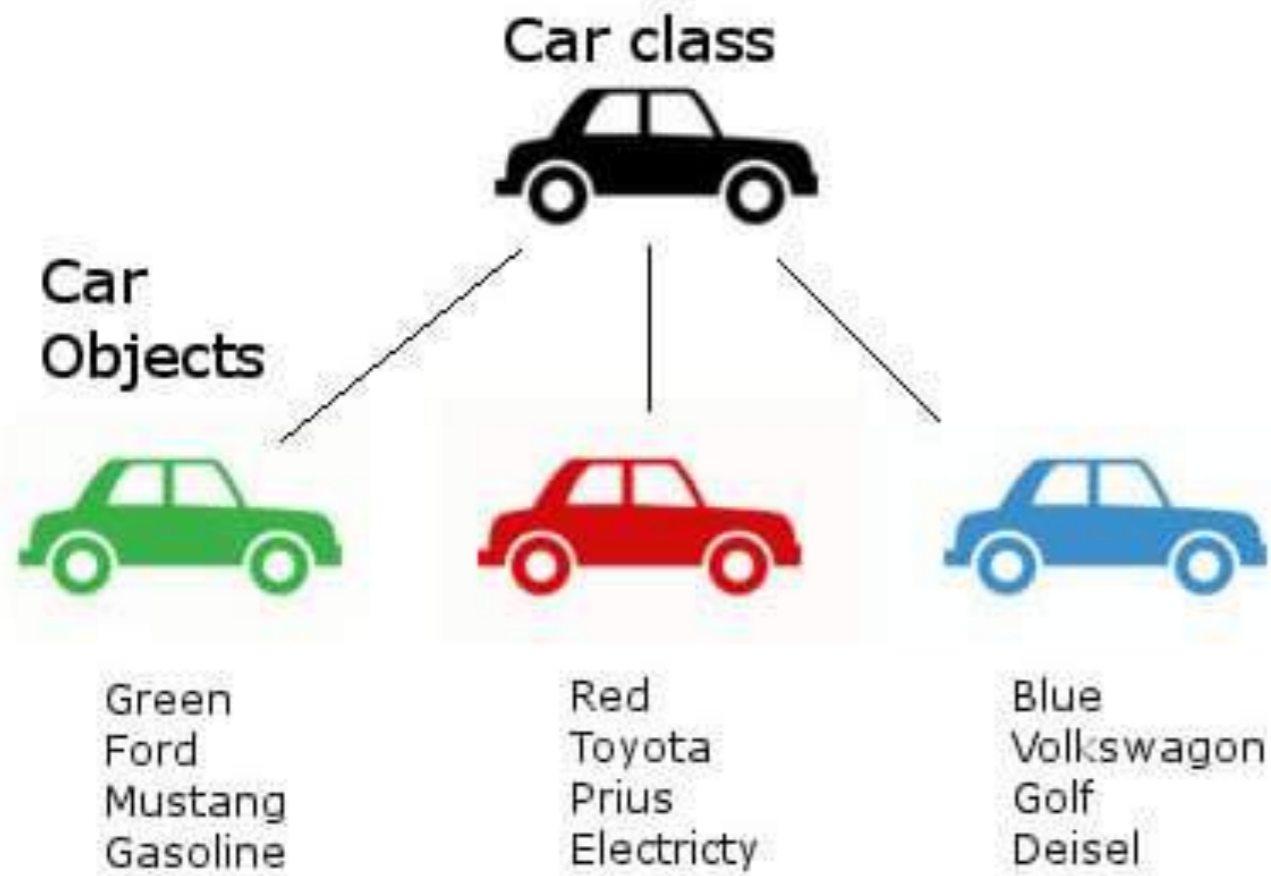 Car class
Car
Objects
Green
Ford
Mustang
Gasoline
Red
Toyota
Prius
Electricty
Blue
Volkswagon
Golf
Deisel